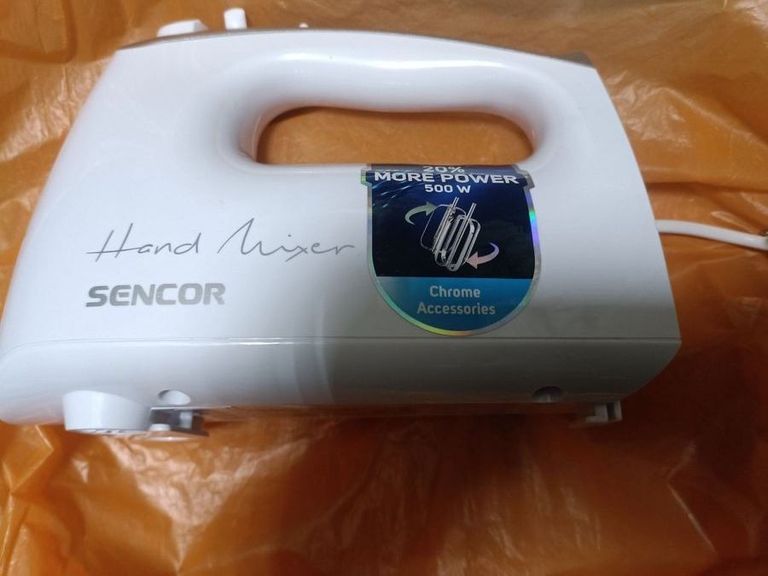 20%
MORE POWER
500 W
Hand Mixer
SENCOR
Chrome
Accessories